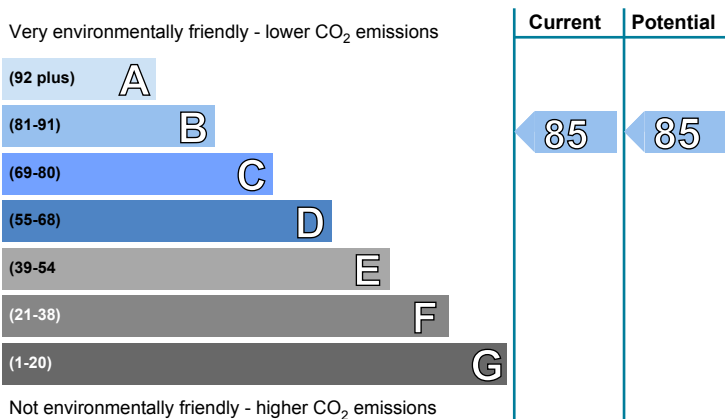 Very environmentally friendly - lower CO2 emissions
Current Potential
(92 plus) A
(81-91) B
85 85
(69-80) C
(55-68) D
(39-54 E
(21-38) F
(1-20) G
Not environmentally friendly - higher CO2 emissions